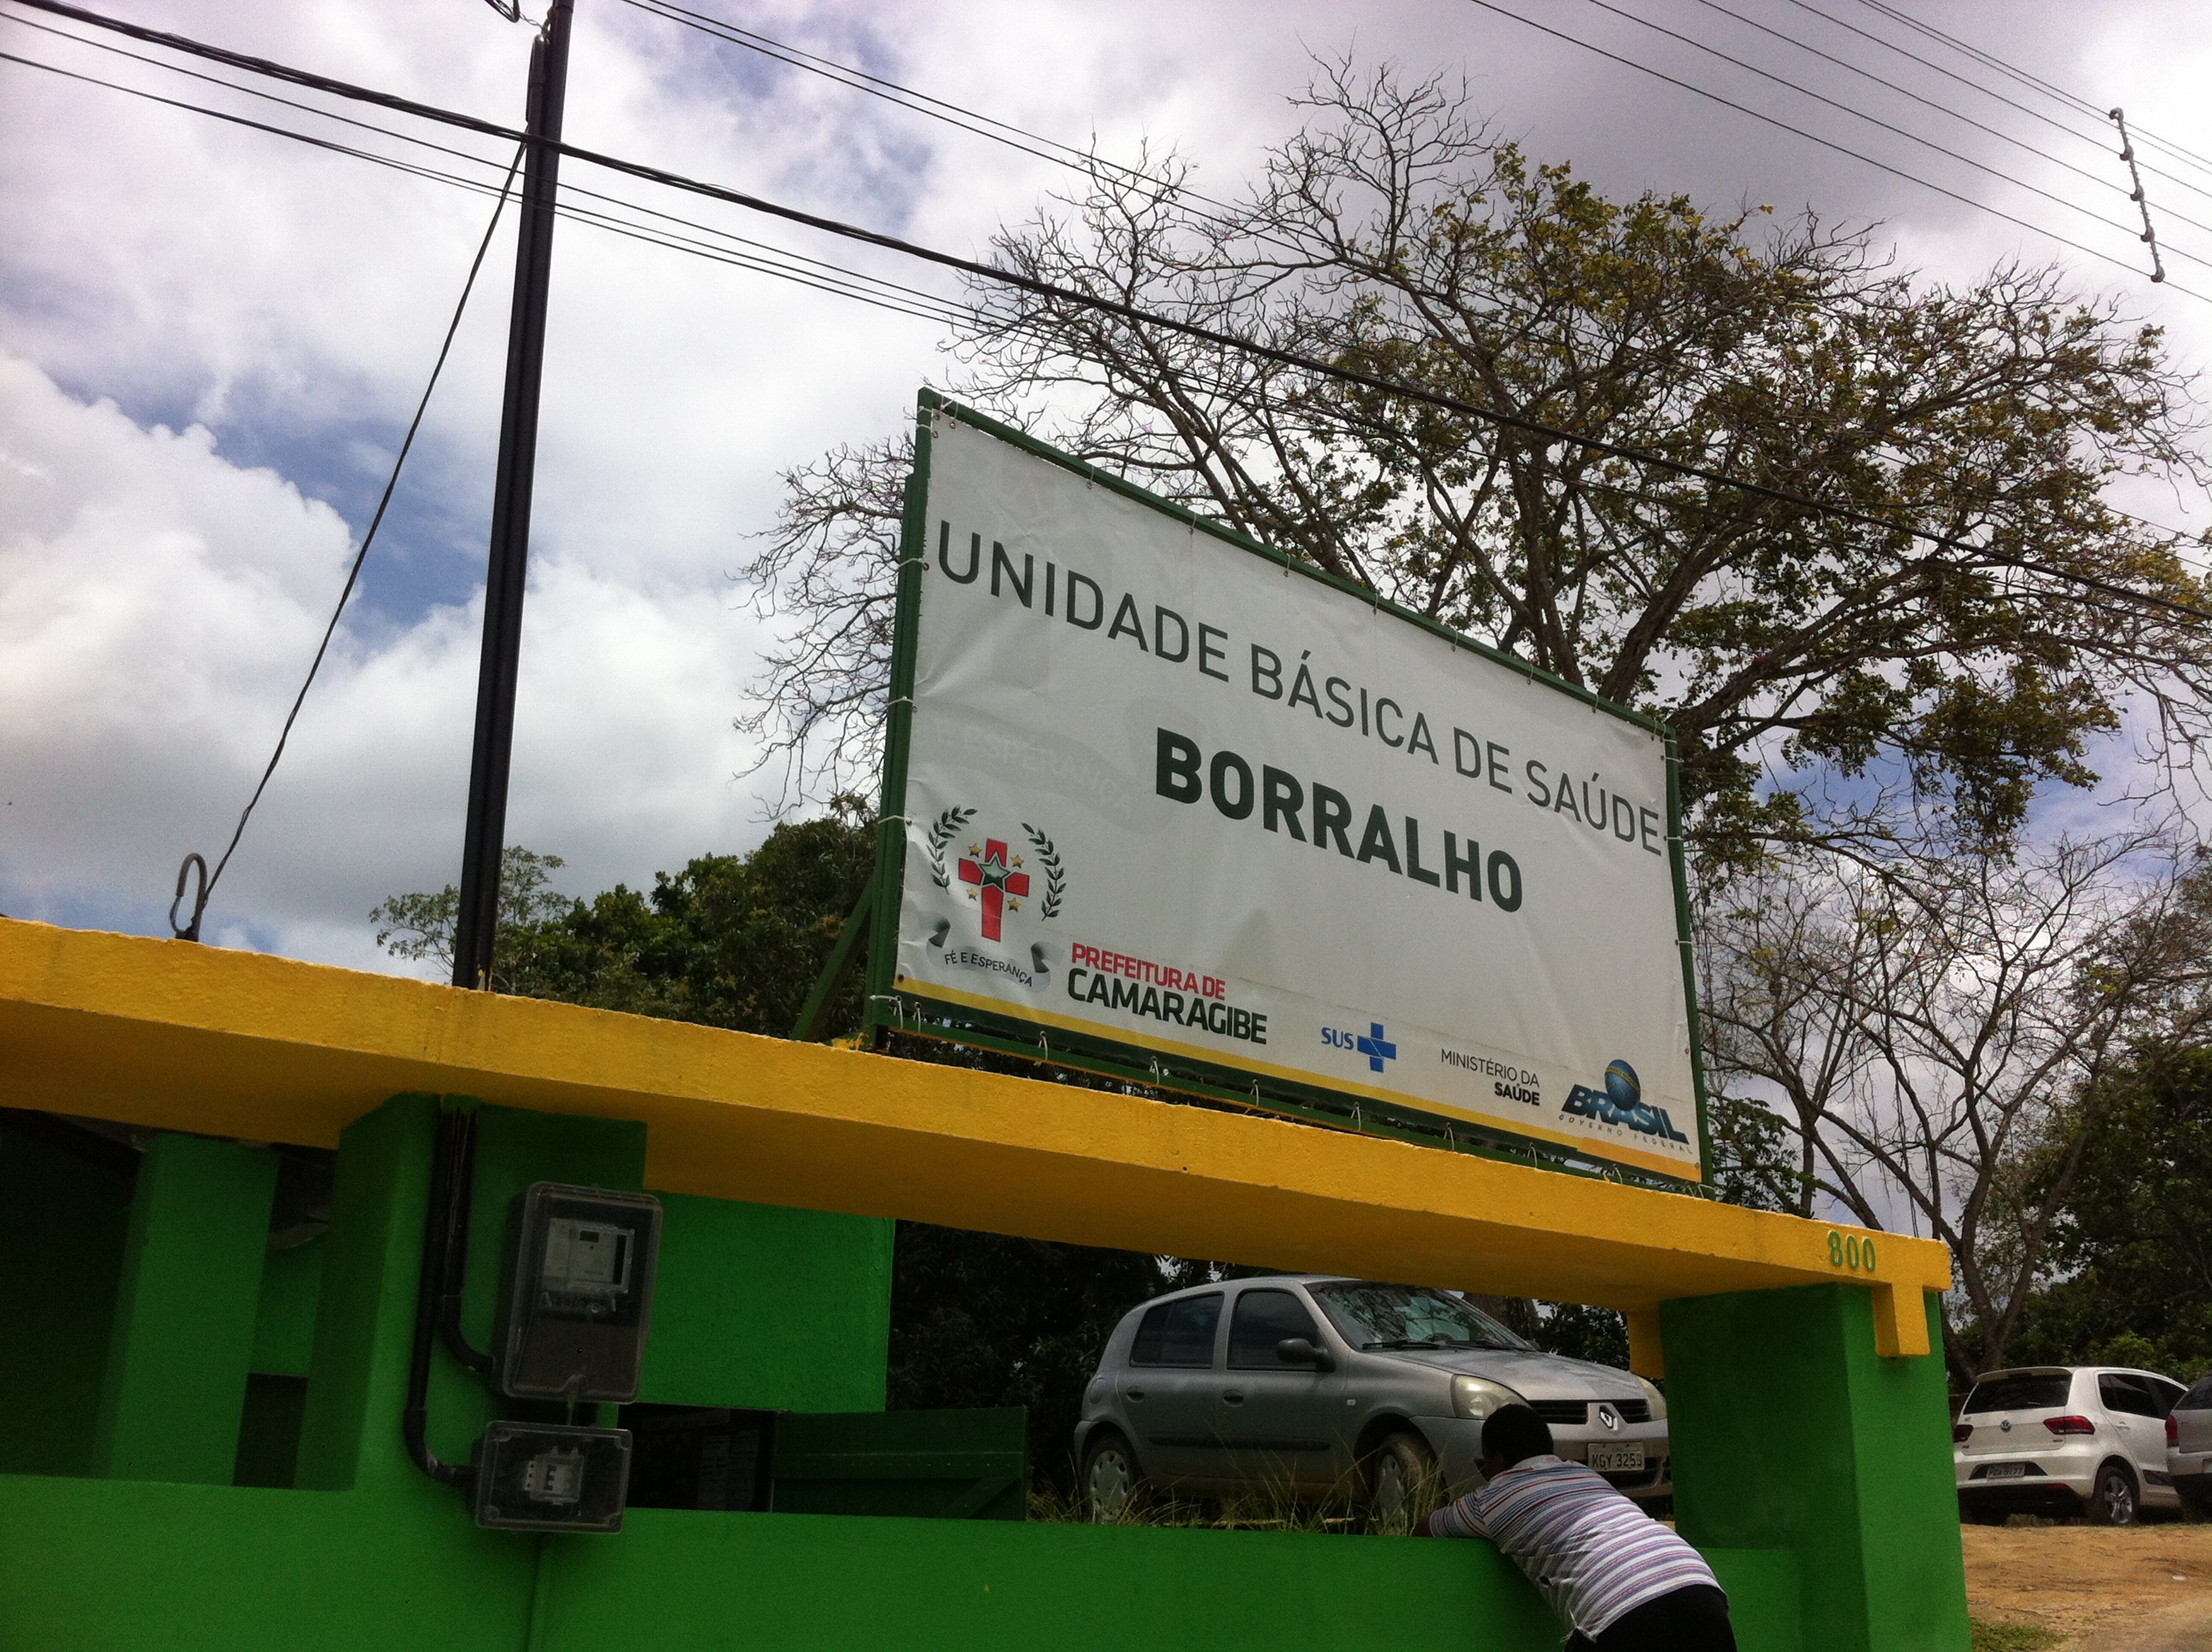 UNIDADE BÁSICA DE SAÚDE
BORRALHO
FÉ E ESPERANÇA
PREFEITURA DE
CAMARAGIBE
SUS
MINISTÉRIO DA
SAÚDE
BRASIL
GOVERNO FEDERAL
800
KGY 3253